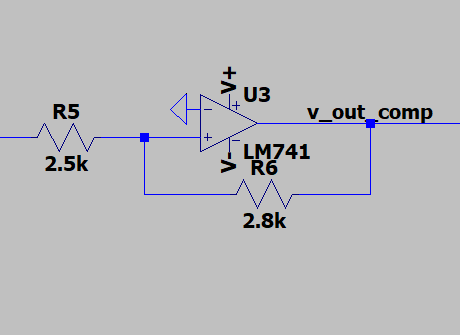 V+
U3
R5
v_out_comp
2.5k
LM741
V-
R6
2.8k